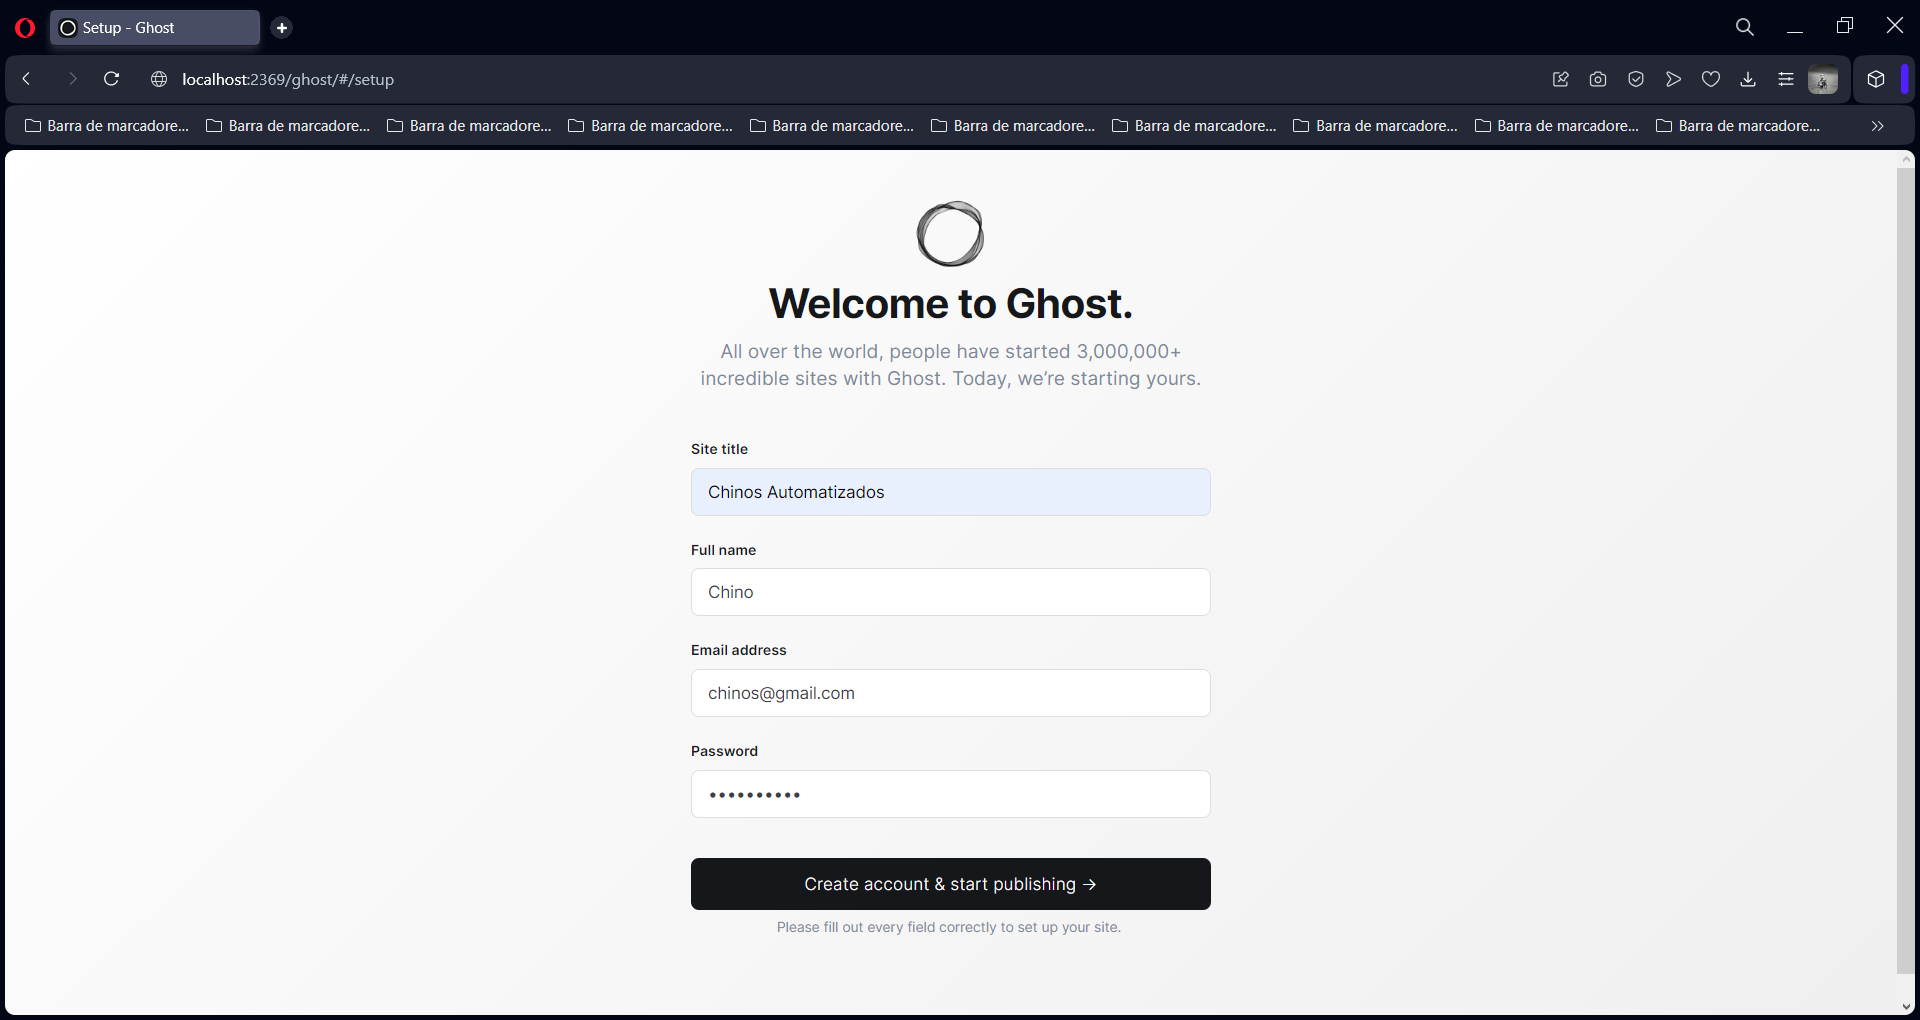 Setup - Ghost
localhost:2369/ghost/#/setup
Barra de marcadore... Barra de marcadore... Barra de marcadore... Barra de marcadore... Barra de marcadore... Barra de marcadore... Barra de marcadore... Barra de marcadore... Barra de marcadore... Barra de marcadore...
Welcome to Ghost.
All over the world, people have started 3,000,000+
incredible sites with Ghost. Today, we’re starting yours.
Site title
Chinos Automatizados
Full name
Chino
Email address
chinos@gmail.com
Password
••••••••••
Create account & start publishing →
Please fill out every field correctly to set up your site.